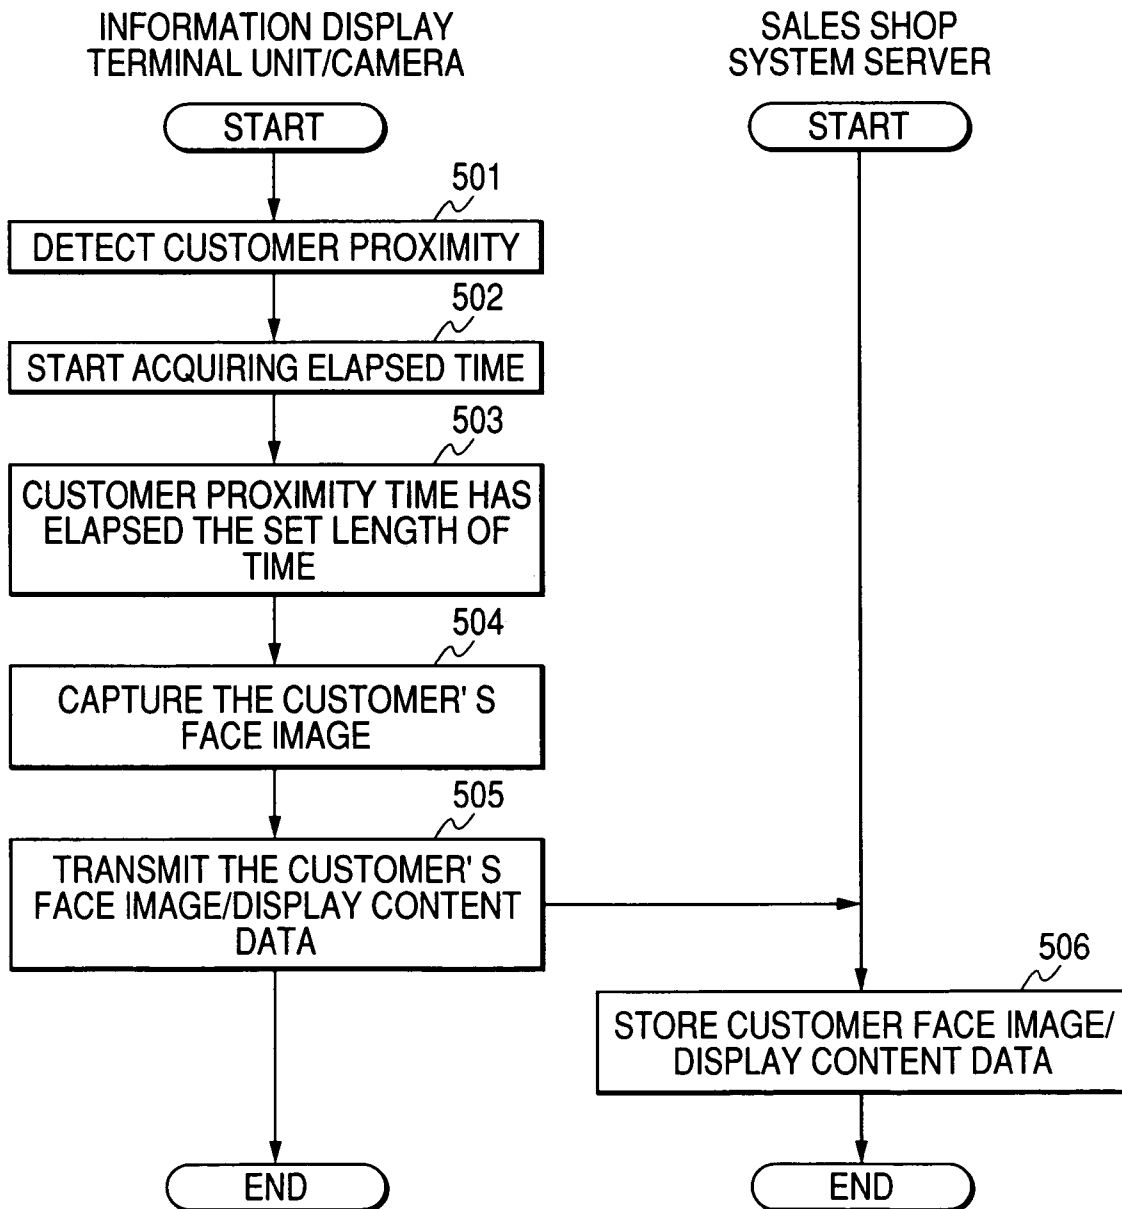 INFORMATION DISPLAY
TERMINAL UNIT/CAMERA
SALES SHOP
SYSTEM SERVER
START
START
501
DETECT CUSTOMER PROXIMITY
502
START ACQUIRING ELAPSED TIME
503
CUSTOMER PROXIMITY TIME HAS
ELAPSED THE SET LENGTH OF
TIME
504
CAPTURE THE CUSTOMER' S
FACE IMAGE
505
TRANSMIT THE CUSTOMER' S
FACE IMAGE/DISPLAY CONTENT
DATA
506
STORE CUSTOMER FACE IMAGE/
DISPLAY CONTENT DATA
END
END